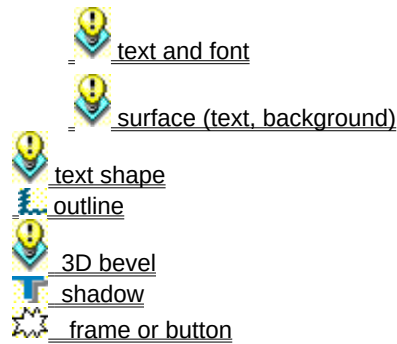 text and font
surface (text, background)
text shape
outline
3D bevel
shadow
frame or button